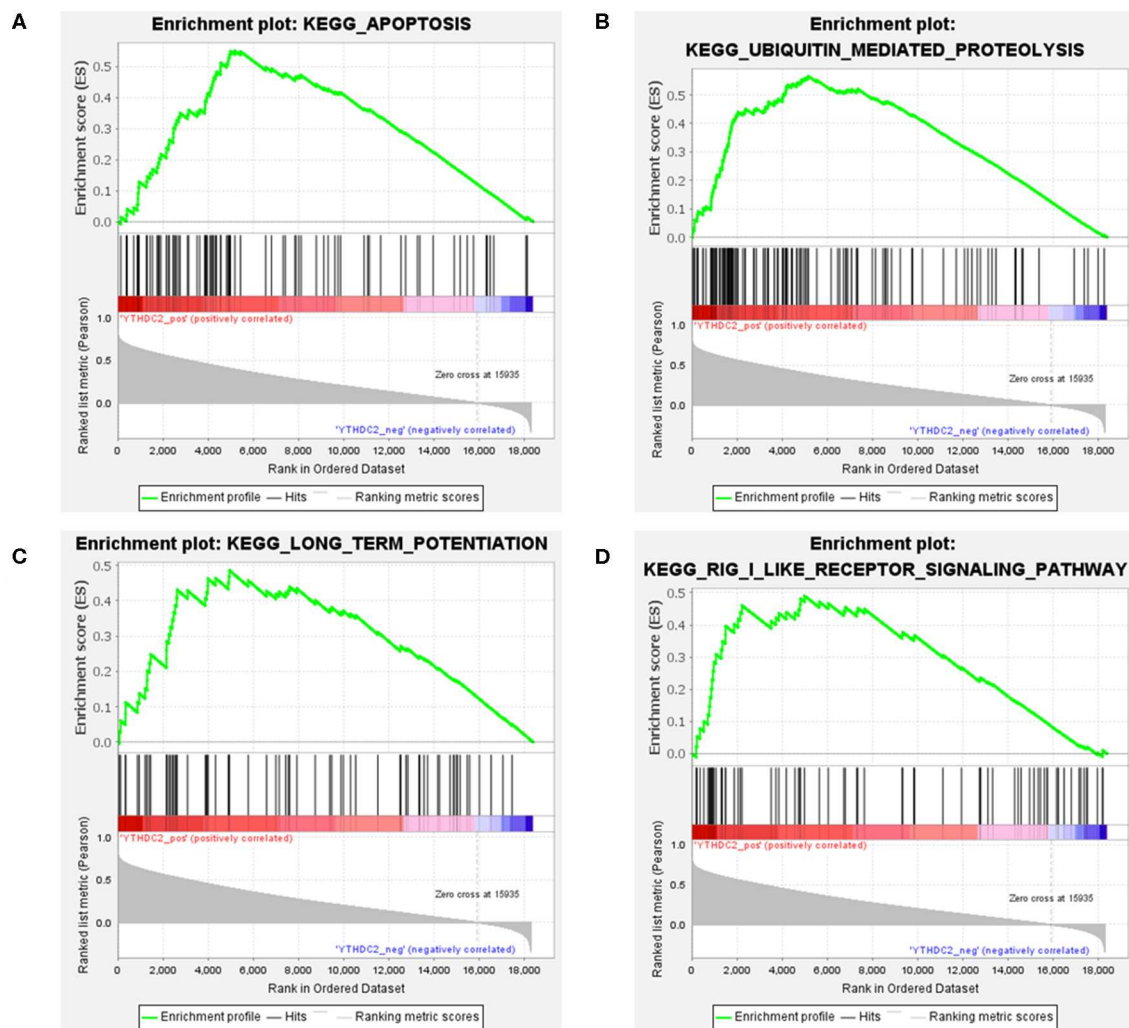 A
Enrichment plot: KEGG_APOPTOSIS
Enrichment score (ES)
0.5
0.4
0.3
0.2
0.1
0.0
'YTHDC2_pos' (positively correlated)
Ranked list metric (Pearson)
1.0
0.5
0.0
Zero cross at 15935
'YTHDC2_neg' (negatively correlated)
0 2,000 4,000 6,000 8,000 10,000 12,000 14,000 16,000 18,000
Rank in Ordered Dataset
Enrichment profile Hits Ranking metric scores
B
Enrichment plot:
KEGG_UBIQUITIN_MEDIATED_PROTEOLYSIS
Enrichment score (ES)
0.5
0.4
0.3
0.2
0.1
0.0
'YTHDC2_pos' (positively correlated)
Ranked list metric (Pearson)
1.0
0.5
0.0
Zero cross at 15935
'YTHDC2_neg' (negatively correlated)
0 2,000 4,000 6,000 8,000 10,000 12,000 14,000 16,000 18,000
Rank in Ordered Dataset
Enrichment profile Hits Ranking metric scores
C
Enrichment plot: KEGG_LONG_TERM_POTENTIATION
Enrichment score (ES)
0.5
0.4
0.3
0.2
0.1
0.0
'YTHDC2_pos' (positively correlated)
Ranked list metric (Pearson)
1.0
0.5
0.0
Zero cross at 15935
'YTHDC2_neg' (negatively correlated)
0 2,000 4,000 6,000 8,000 10,000 12,000 14,000 16,000 18,000
Rank in Ordered Dataset
Enrichment profile Hits Ranking metric scores
D
Enrichment plot:
KEGG_RIG_I_LIKE_RECEPTOR_SIGNALING_PATHWAY
Enrichment score (ES)
0.5
0.4
0.3
0.2
0.1
0.0
'YTHDC2_pos' (positively correlated)
Ranked list metric (Pearson)
1.0
0.5
0.0
Zero cross at 15935
'YTHDC2_neg' (negatively correlated)
0 2,000 4,000 6,000 8,000 10,000 12,000 14,000 16,000 18,000
Rank in Ordered Dataset
Enrichment profile Hits Ranking metric scores